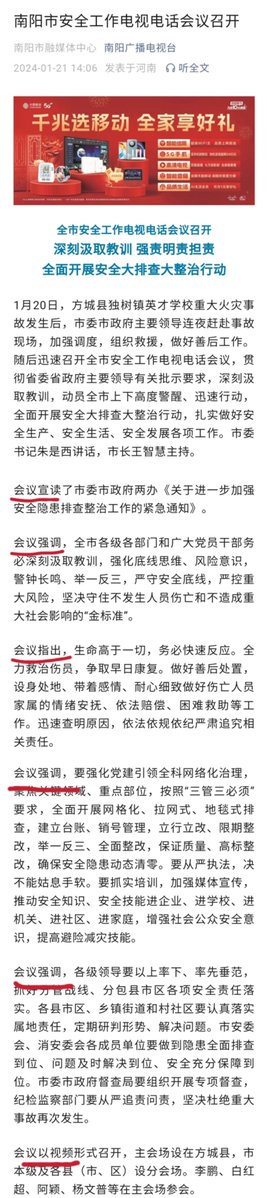 南阳市安全工作电视电话会议召开
南阳市融媒体中心 南阳广播电视台
2024-01-21 14:06 发表于河南 听全文
千兆选移动 全家享好礼
全市安全工作电视电话会议召开
深刻汲取教训 强责明责担责
全面开展安全大排查大整治行动
1月20日，方城县独树镇英才学校重大火灾事
故发生后，市委市政府主要领导连夜赶赴事故
现场，加强调度，组织救援，做好善后工作。
随后迅速召开全市安全工作电视电话会议，贯
彻省委省政府主要领导有关批示要求，深刻汲
取教训，动员全市上下高度警醒、迅速行动，
全面开展安全大排查大整治行动，扎实做好安
全生产、安全生活、安全发展各项工作。市委
书记朱是西讲话，市长王智慧主持。
会议宣读了市委市政府两办《关于进一步加强
安全隐患排查整治工作的紧急通知》。
会议强调，全市各级各部门和广大党员干部务
必深刻汲取教训，强化底线思维、风险意识，
警钟长鸣、举一反三，严守安全底线，严控重
大风险，坚决守住不发生人员伤亡和不造成重
大社会影响的“金标准”。
会议指出，生命高于一切，务必快速反应。全
力救治伤员，争取早日康复。做好善后处置，
设身处地、带着感情、耐心细致做好伤亡人员
家属的情绪安抚、依法赔偿、困难救助等工
作。迅速查明原因，依法依规依纪严肃追究相
关责任。
会议强调，要强化党建引领全科网络化治理，
聚焦关键领域、重点部位，按照“三管三必须”
要求，全面开展网格化、拉网式、地毯式排
查，建立台账、销号管理，立行立改、限期整
改，举一反三、全面整改，保证质量、高标整
改，确保安全隐患动态清零。要从严执法，决
不能姑息手软。要抓实培训，加强媒体宣传，
推动安全知识、安全技能进企业、进学校、进
机关、进社区、进家庭，增强社会公众安全意
识，提高避险减灾技能。
会议强调，各级领导要以上率下、率先垂范，
抓好分管战线、分包县市区各项安全责任落
实。各县市区、乡镇街道和村社区要认真落实
属地责任，定期研判形势、解决问题。市安委
会、消安委会各成员单位要做到隐患全面排查
到位、问题及时解决到位、安全充分保障到
位。市委市政府督查局要组织开展专项督查，
纪检监察部门要从严追责问责，坚决杜绝重大
事故再次发生。
会议以视频形式召开，主会场设在方城县，市
本级及各县（市、区）设分会场。李鹏、白红
超、阿颖、杨文普等在主会场参会。